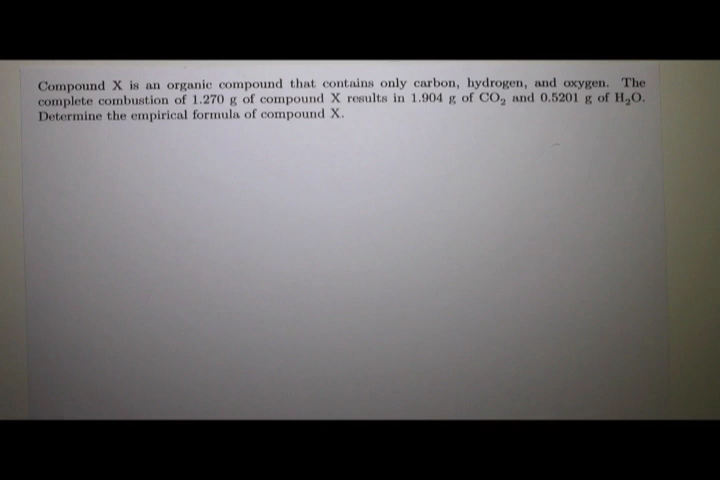 Compound X is an organic compound that contains only carbon, hydrogen, and oxygen. The
complete combustion of 1.270 g of compound X results in 1.904 g of CO₂ and 0.5201 g of H₂O.
Determine the empirical formula of compound X.